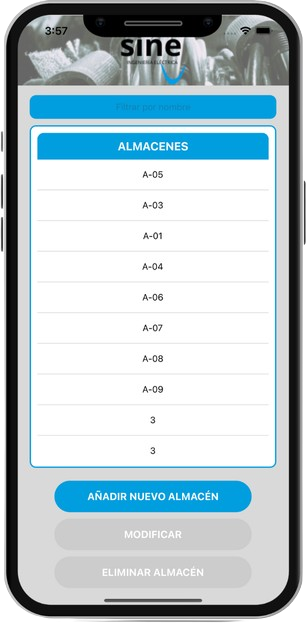 3:57
sine
INGENIERÍA ELÉCTRICA
Filtrar por nombre
ALMACENES
A-05
A-03
A-01
A-04
A-06
A-07
A-08
A-09
3
3
AÑADIR NUEVO ALMACÉN
MODIFICAR
ELIMINAR ALMACÉN